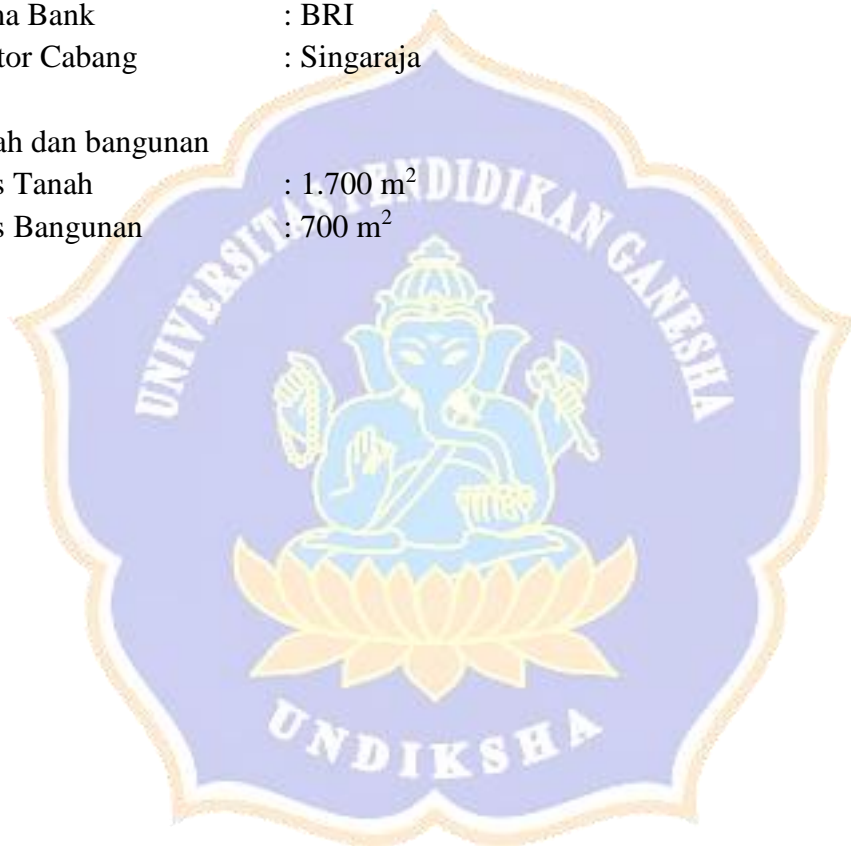 na Bank : BRI
tor Cabang : Singaraja
ah dan bangunan
s Tanah : 1.700 m²
s Bangunan : 700 m²
UNIVERSITAS PENDIDIKAN GANESHA
UNDIKSHA